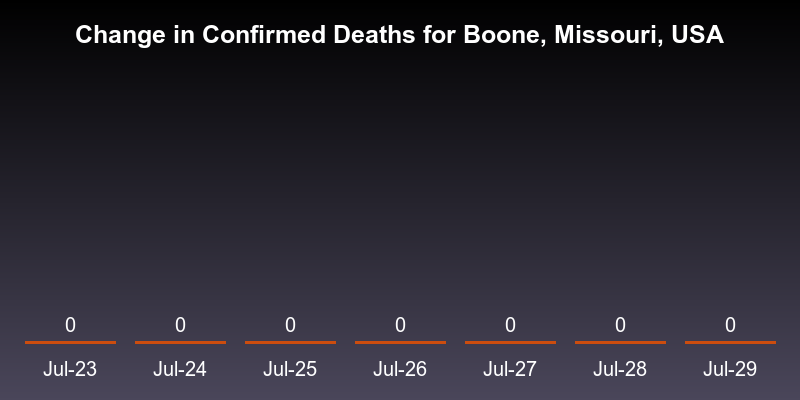 Change in Confirmed Deaths for Boone, Missouri, USA
0 0 0 0 0 0 0
Jul-23 Jul-24 Jul-25 Jul-26 Jul-27 Jul-28 Jul-29